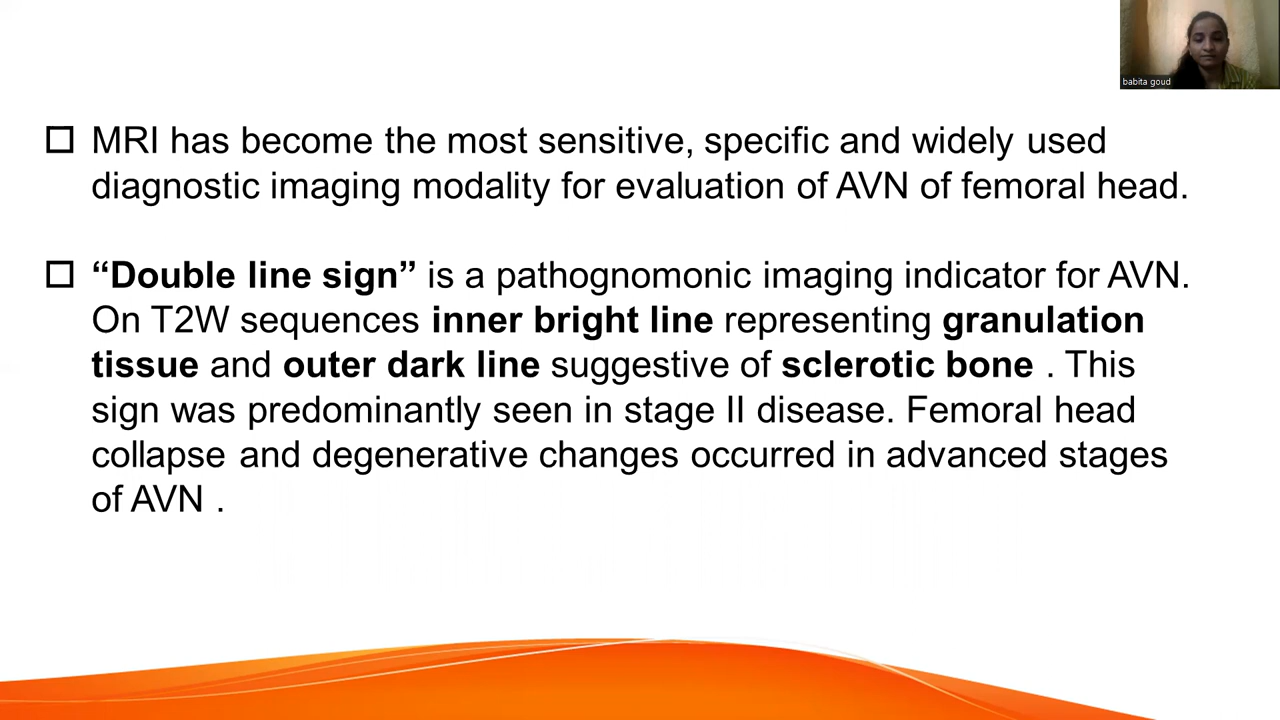 babita goud
☐ MRI has become the most sensitive, specific and widely used
diagnostic imaging modality for evaluation of AVN of femoral head.
☐ “Double line sign” is a pathognomonic imaging indicator for AVN.
On T2W sequences inner bright line representing granulation
tissue and outer dark line suggestive of sclerotic bone . This
sign was predominantly seen in stage II disease. Femoral head
collapse and degenerative changes occurred in advanced stages
of AVN .